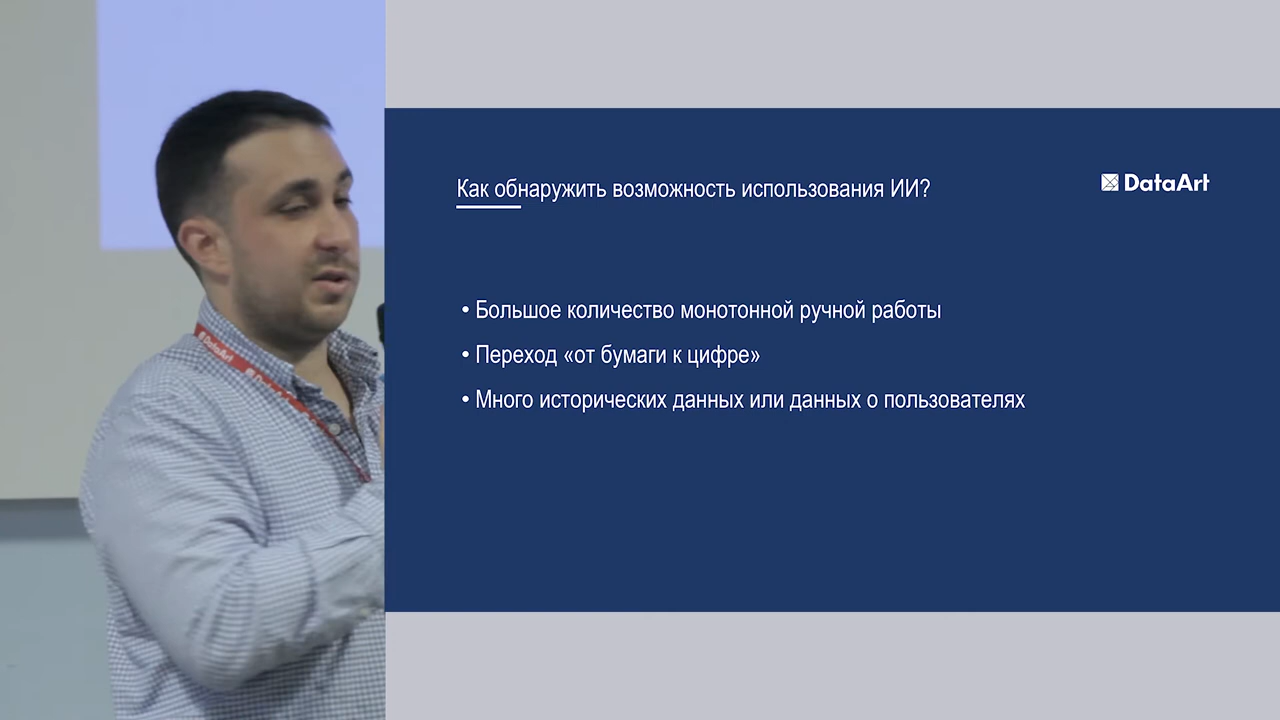 Как обнаружить возможность использования ИИ?
DataArt
• Большое количество монотонной ручной работы
• Переход «от бумаги к цифре»
• Много исторических данных или данных о пользователях
DataArt